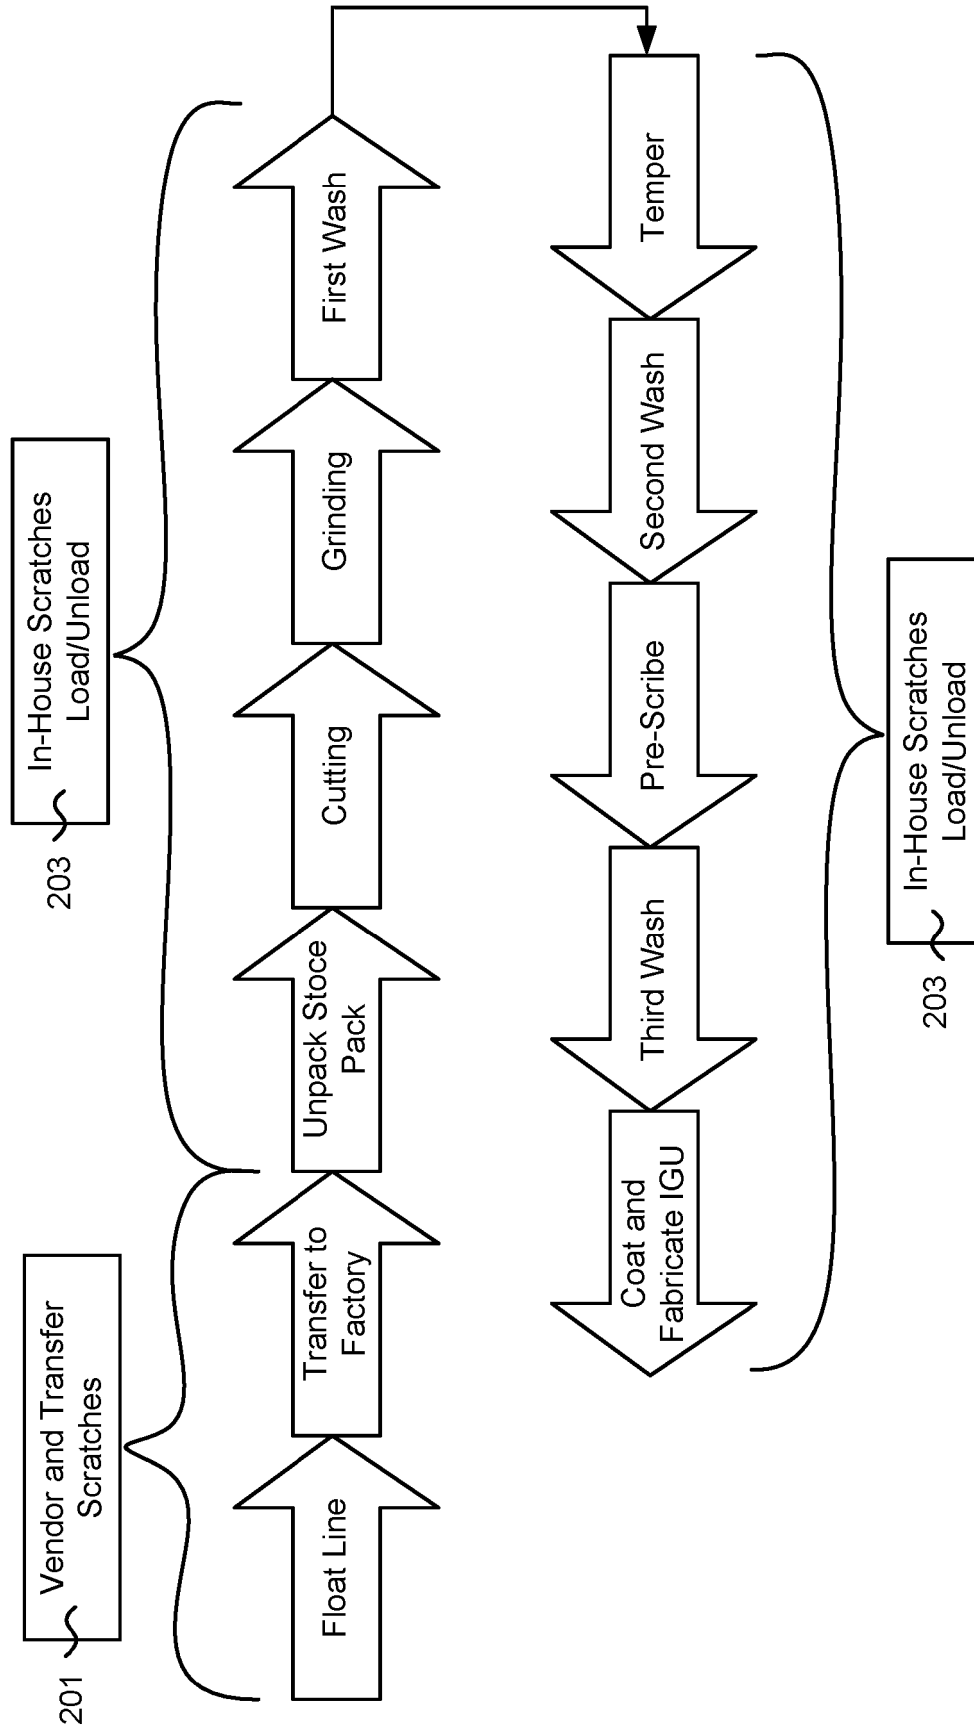 201
Vendor and Transfer
Scratches
203
In-House Scratches
Load/Unload
Float Line
Transfer to
Factory
Unpack Stoce
Pack
Cutting
Grinding
First Wash
Temper
Second Wash
Pre-Scribe
Third Wash
Coat and
Fabricate IGU
203
In-House Scratches
Load/Unload